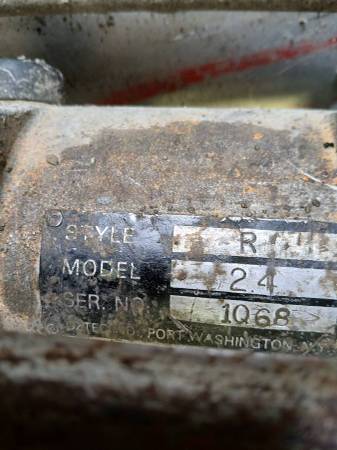 STYLE R
MODEL 24
SER. NO. 1068
PORT WASHINGTON, N.Y.